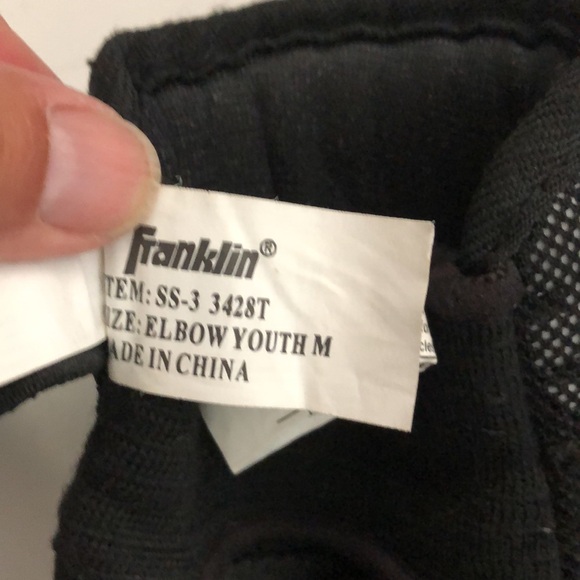 Franklin®
TEM: SS-3 3428T
IZE: ELBOW YOUTH M
ADE IN CHINA